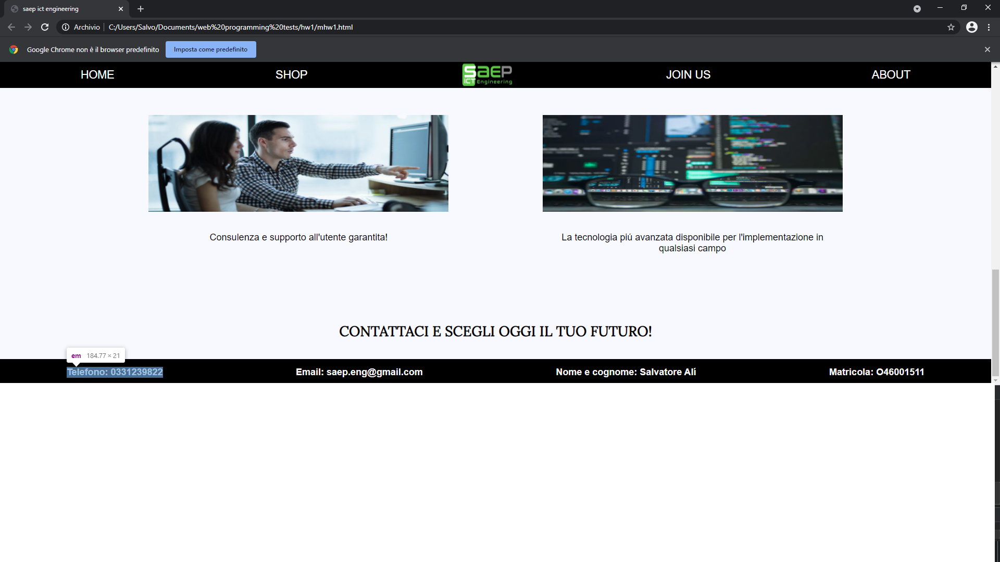 saep ict engineering
Archivio C:/Users/Salvo/Documents/web%20programming%20tests/hw1/mhw1.html
Google Chrome non è il browser predefinito Imposta come predefinito
HOME SHOP saep ICT Engineering JOIN US ABOUT
Consulenza e supporto all'utente garantita!
La tecnologia piú avanzata disponibile per l'implementazione in
qualsiasi campo
CONTATTACI E SCEGLI OGGI IL TUO FUTURO!
em 184.77 × 21
Telefono: 0331239822 Email: saep.eng@gmail.com Nome e cognome: Salvatore Alí Matricola: O46001511